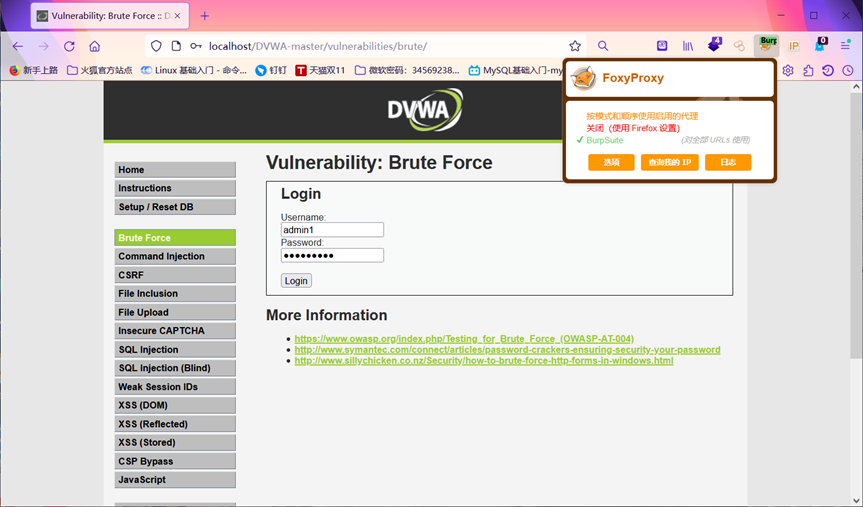 Vulnerability: Brute Force :: D
localhost/DVWA-master/vulnerabilities/brute/
4
Burp
IP
0
新手上路
火狐官方站点
Linux 基础入门 - 命令...
钉钉
天猫双11
微软密码：34569238...
MySQL基础入门-my
FoxyProxy
按模式和顺序使用启用的代理
关闭（使用 Firefox 设置）
BurpSuite
(对全部 URLs 使用)
选项
查询我的 IP
日志
DVWA
Home
Instructions
Setup / Reset DB
Brute Force
Command Injection
CSRF
File Inclusion
File Upload
Insecure CAPTCHA
SQL Injection
SQL Injection (Blind)
Weak Session IDs
XSS (DOM)
XSS (Reflected)
XSS (Stored)
CSP Bypass
JavaScript
Vulnerability: Brute Force
Login
Username:
admin1
Password:
●●●●●●●●●
Login
More Information
https://www.owasp.org/index.php/Testing_for_Brute_Force_(OWASP-AT-004)
http://www.symantec.com/connect/articles/password-crackers-ensuring-security-your-password
http://www.sillychicken.co.nz/Security/how-to-brute-force-http-forms-in-windows.html